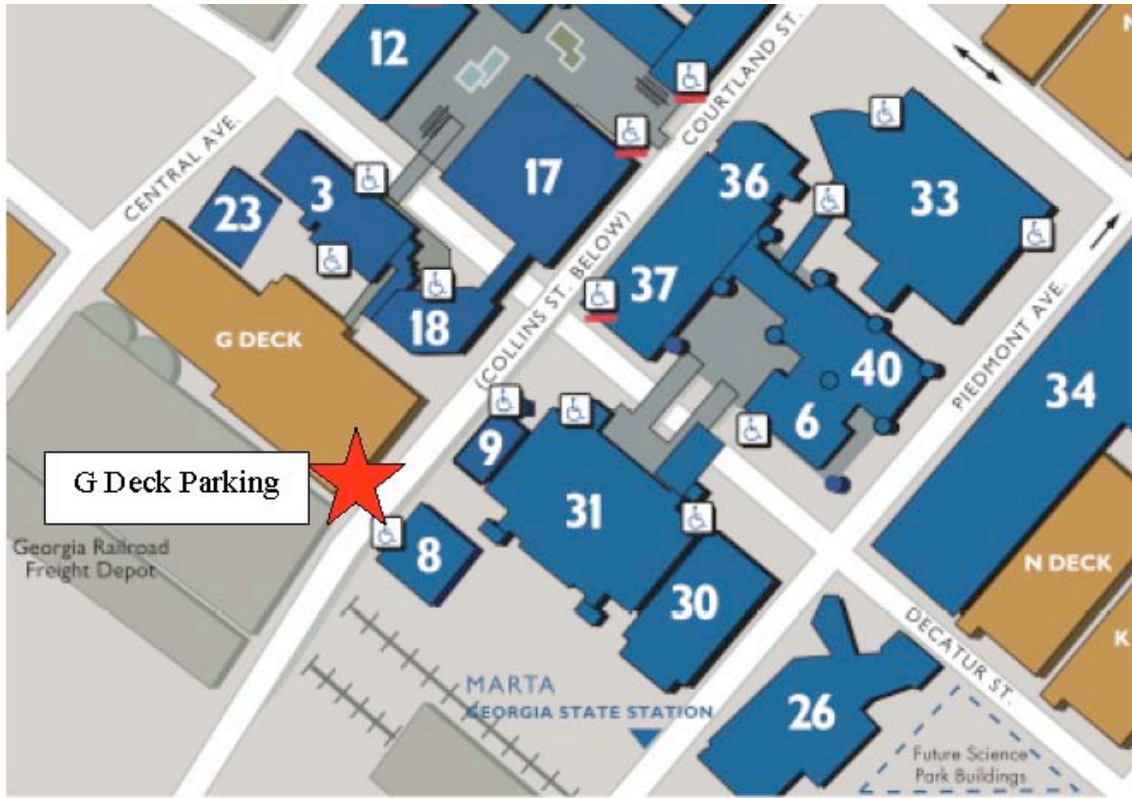 12
COURTLAND ST.
CENTRAL AVE.
3
17
36
33
23
(COLLINS ST. BELOW)
37
18
G DECK
40
PIEDMONT AVE.
34
6
9
G Deck Parking
31
Georgia Railroad
Freight Depot
8
N DECK
30
DECATUR ST.
K
MARTA
GEORGIA STATE STATION
26
Future Science
Park Buildings